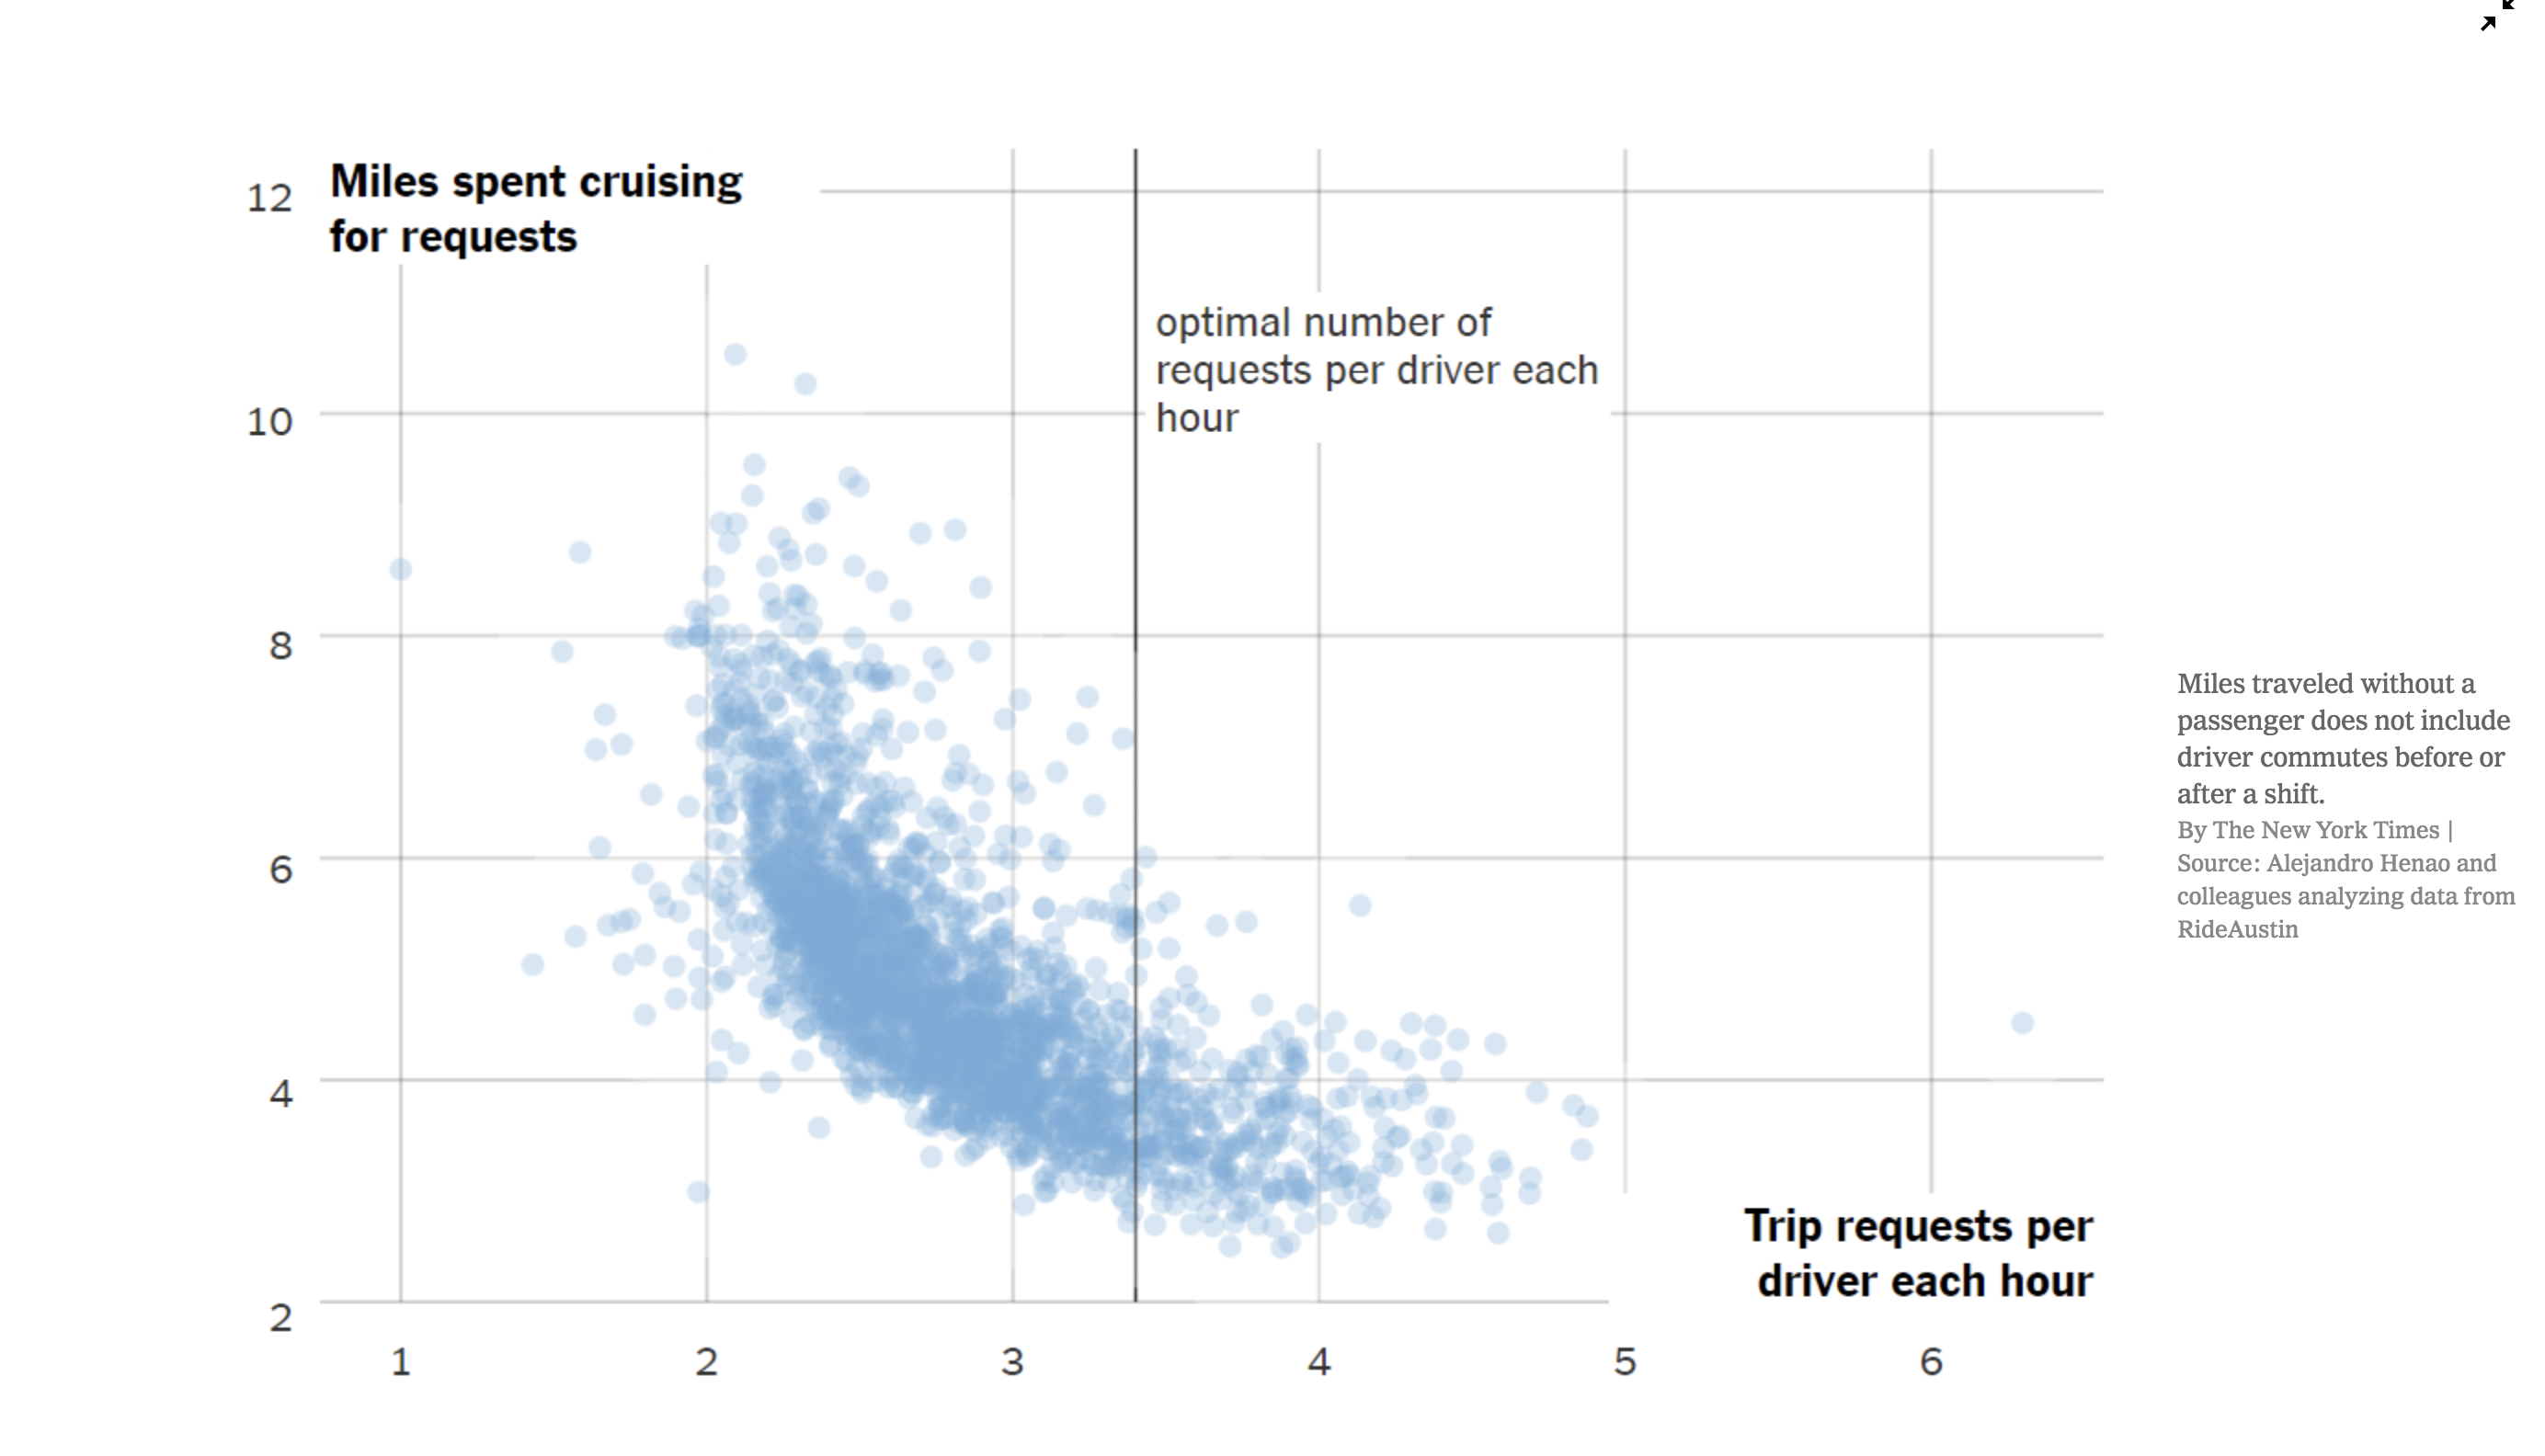 Miles spent cruising
for requests
12
10
8
6
4
2
optimal number of
requests per driver each
hour
Trip requests per
driver each hour
1 2 3 4 5 6
Miles traveled without a
passenger does not include
driver commutes before or
after a shift.
By The New York Times |
Source: Alejandro Henao and
colleagues analyzing data from
RideAustin